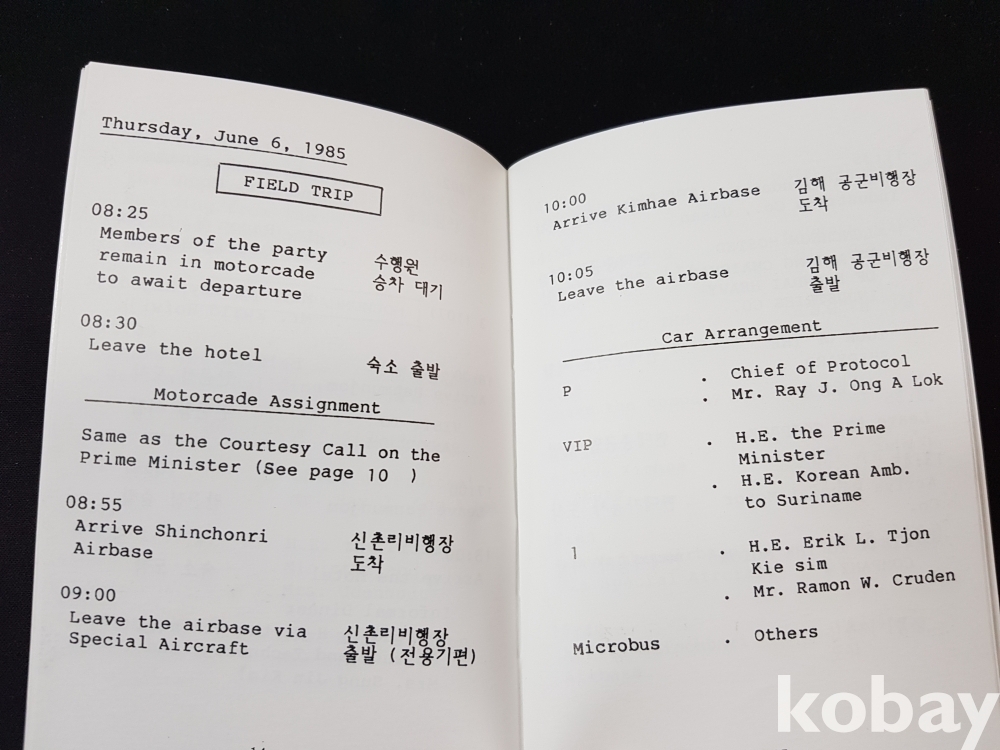 Thursday, June 6, 1985
FIELD TRIP
08:25
Members of the party
remain in motorcade
to await departure
수행원
승차 대기
08:30
Leave the hotel
숙소 출발
Motorcade Assignment
Same as the Courtesy Call on the
Prime Minister (See page 10 )
08:55
Arrive Shinchonri
Airbase
신촌리비행장
도착
09:00
Leave the airbase via
Special Aircraft
신촌리비행장
출발 (전용기편)
10:00
Arrive Kimhae Airbase
김해 공군비행장
도착
10:05
Leave the airbase
김해 공군비행장
출발
Car Arrangement
P
. Chief of Protocol
. Mr. Ray J. Ong A Lok
VIP
. H.E. the Prime
Minister
. H.E. Korean Amb.
to Suriname
1
. H.E. Erik L. Tjon
Kie sim
. Mr. Ramon W. Cruden
Microbus . Others
kobay